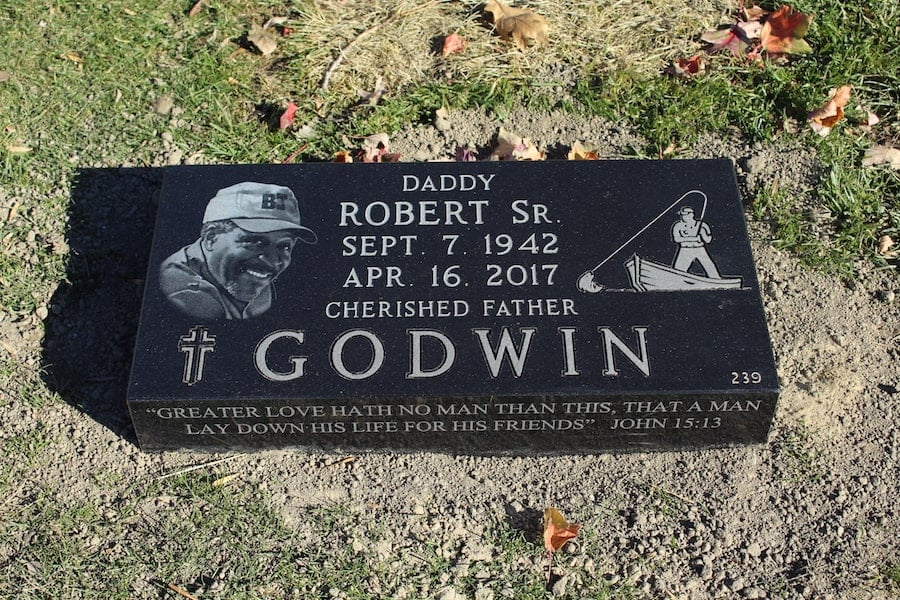 DADDY
ROBERT SR.
SEPT. 7. 1942
APR. 16. 2017
CHERISHED FATHER
GODWIN
239
“GREATER LOVE HATH NO MAN THAN THIS, THAT A MAN
LAY DOWN HIS LIFE FOR HIS FRIENDS” JOHN 15:13